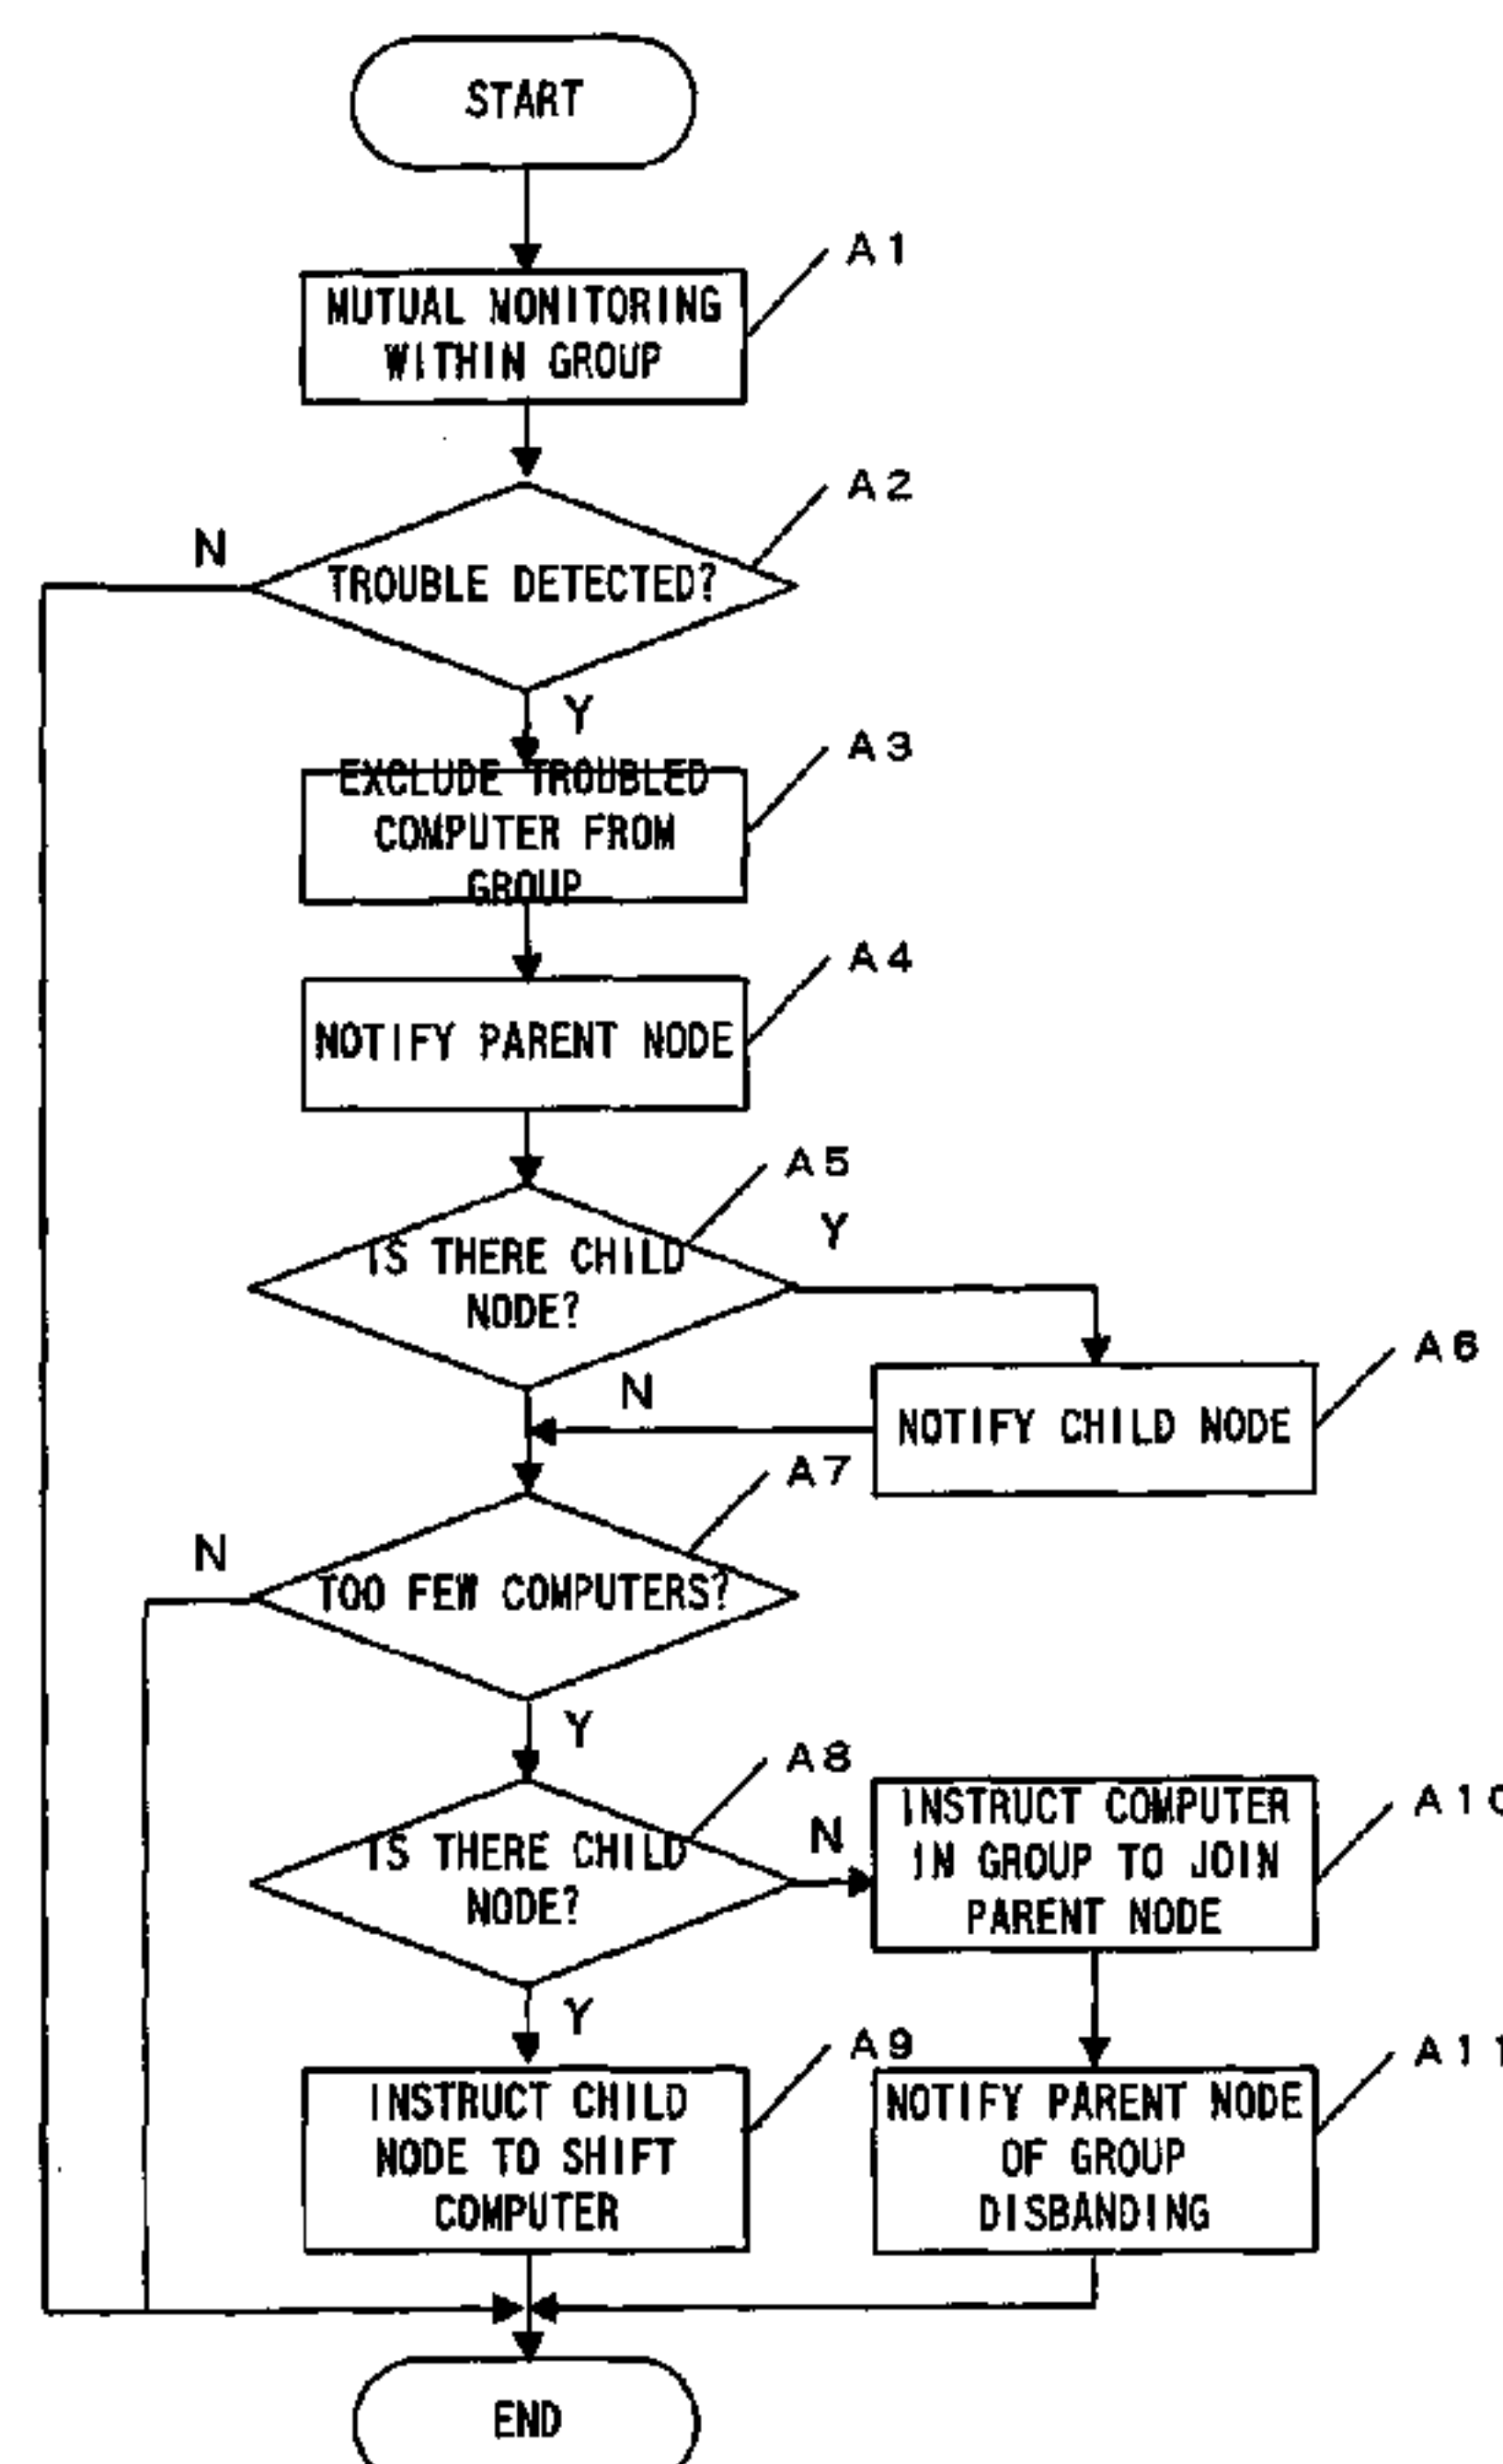 START
A1
MUTUAL MONITORING
WITHIN GROUP
A2
N
TROUBLE DETECTED?
Y
A3
EXCLUDE TROUBLED
COMPUTER FROM
GROUP
A4
NOTIFY PARENT NODE
A5
Y
IS THERE CHILD
NODE?
A6
N
NOTIFY CHILD NODE
A7
N
TOO FEW COMPUTERS?
Y
A8
N
IS THERE CHILD
NODE?
A10
INSTRUCT COMPUTER
IN GROUP TO JOIN
PARENT NODE
Y
A9
INSTRUCT CHILD
NODE TO SHIFT
COMPUTER
A11
NOTIFY PARENT NODE
OF GROUP
DISBANDING
END